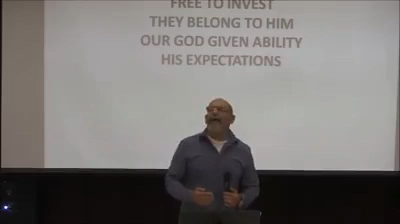 FREE TO INVEST
THEY BELONG TO HIM
OUR GOD GIVEN ABILITY
HIS EXPECTATIONS